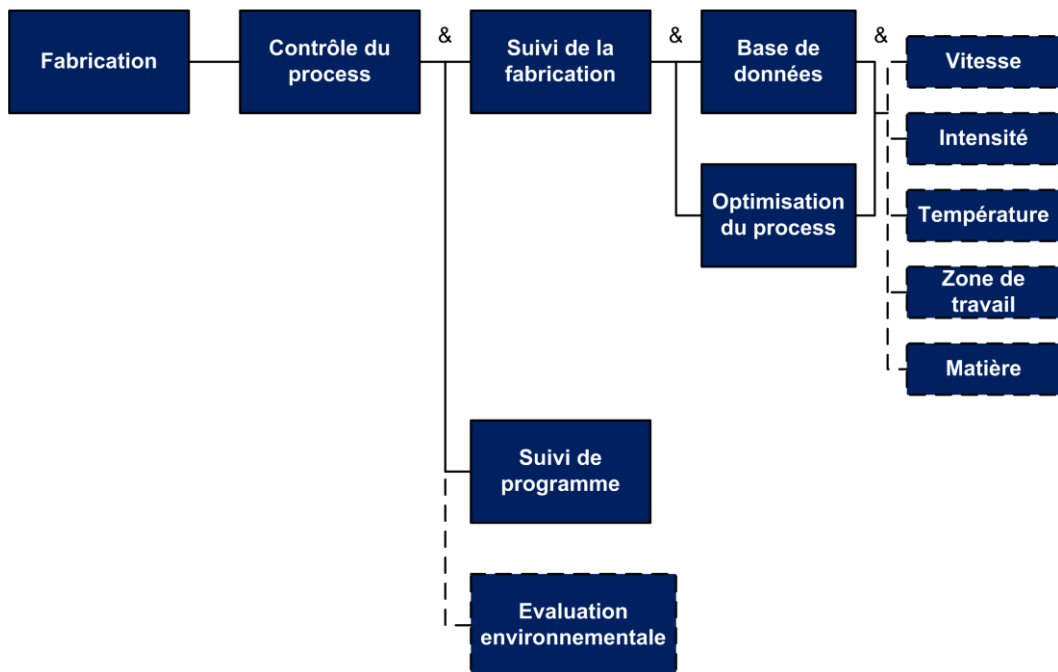 Fabrication
Contrôle du
process
&
Suivi de la
fabrication
&
Base de
données
&
Vitesse
Intensité
Optimisation
du process
Température
Zone de
travail
Matière
Suivi de
programme
Evaluation
environnementale